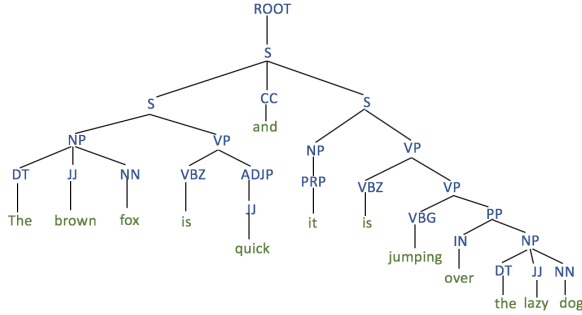 ROOT
S
S CC S
and
NP VP NP VP
DT JJ NN VBZ ADJP PRP VBZ VP
JJ VBG PP
The brown fox is it is IN NP
quick jumping
over DT JJ NN
the lazy dog